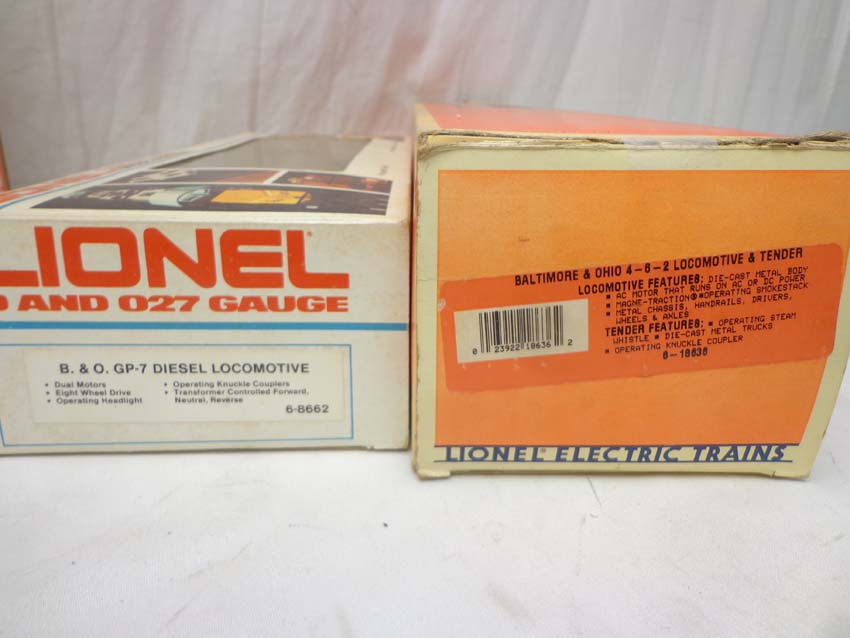 LIONEL
AND O27 GAUGE
B. & O. GP-7 DIESEL LOCOMOTIVE
• Dual Motors
• Eight Wheel Drive
• Operating Headlight
• Operating Knuckle Couplers
• Transformer Controlled Forward,
Neutral, Reverse
6-8662
BALTIMORE & OHIO 4-6-2 LOCOMOTIVE & TENDER
LOCOMOTIVE FEATURES: DIE-CAST METAL BODY
■ AC MOTOR THAT RUNS ON AC OR DC POWER
■ MAGNE-TRACTION® ■ OPERATING SMOKESTACK
■ METAL CHASSIS, HANDRAILS, DRIVERS,
WHEELS & AXLES
TENDER FEATURES: ■ OPERATING STEAM
WHISTLE ■ DIE-CAST METAL TRUCKS
■ OPERATING KNUCKLE COUPLER
6-18636
0 23922 18636 2
LIONEL® ELECTRIC TRAINS